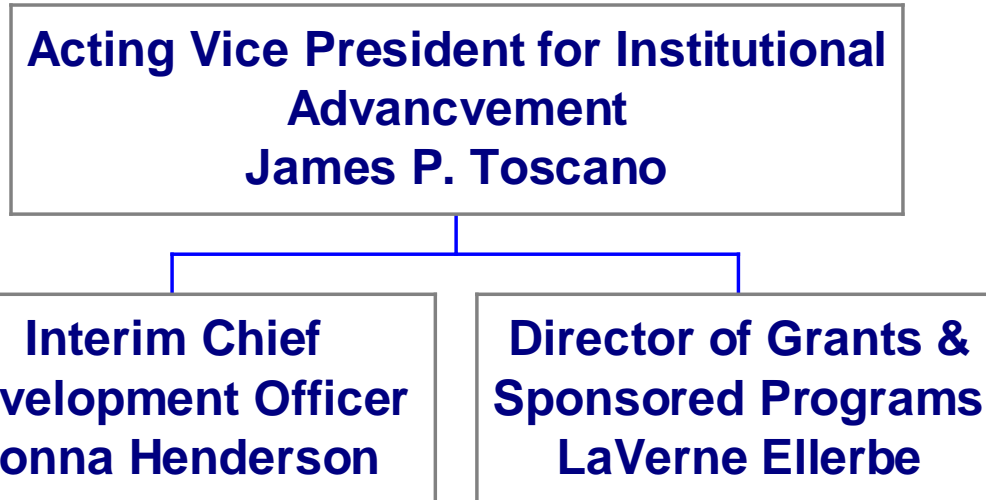 Acting Vice President for Institutional
Advancvement
James P. Toscano
Interim Chief
velopment Officer
onna Henderson
Director of Grants &
Sponsored Programs
LaVerne Ellerbe